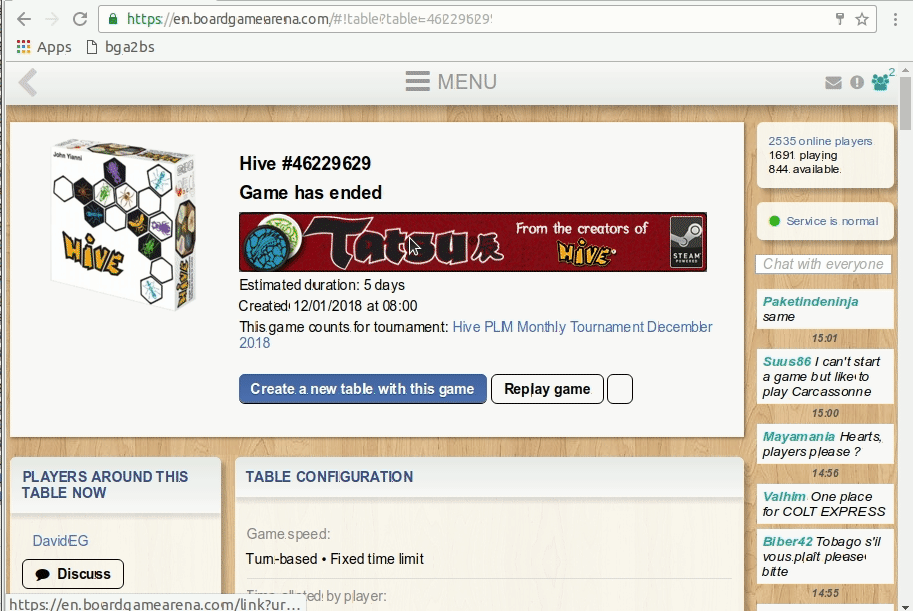 https://en.boardgamearena.com/#!table?table=46229629
Apps
bga2bs
MENU
2
John Yianni
HIVE
Hive #46229629
Game has ended
Tatsu
From the creators of
HIVE
STEAM
POWERED
Estimated duration: 5 days
Created: 12/01/2018 at 08:00
This game counts for tournament: Hive PLM Monthly Tournament December
2018
Create a new table with this game
Replay game
PLAYERS AROUND THIS
TABLE NOW
DavidEG
Discuss
TABLE CONFIGURATION
Game speed:
Turn-based • Fixed time limit
Time allotted by player:
2535 online players
1691 playing
844 available.
Service is normal
Chat with everyone
Paketindeninja
same
15:01
Suus86 I can't start
a game but like to
play Carcassonne
15:00
Mayamania Hearts,
players please ?
14:56
Valhim One place
for COLT EXPRESS
Biber42 Tobago s'il
vous plaît please
bitte
14:55
https://en.boardgamearena.com/link?ur...